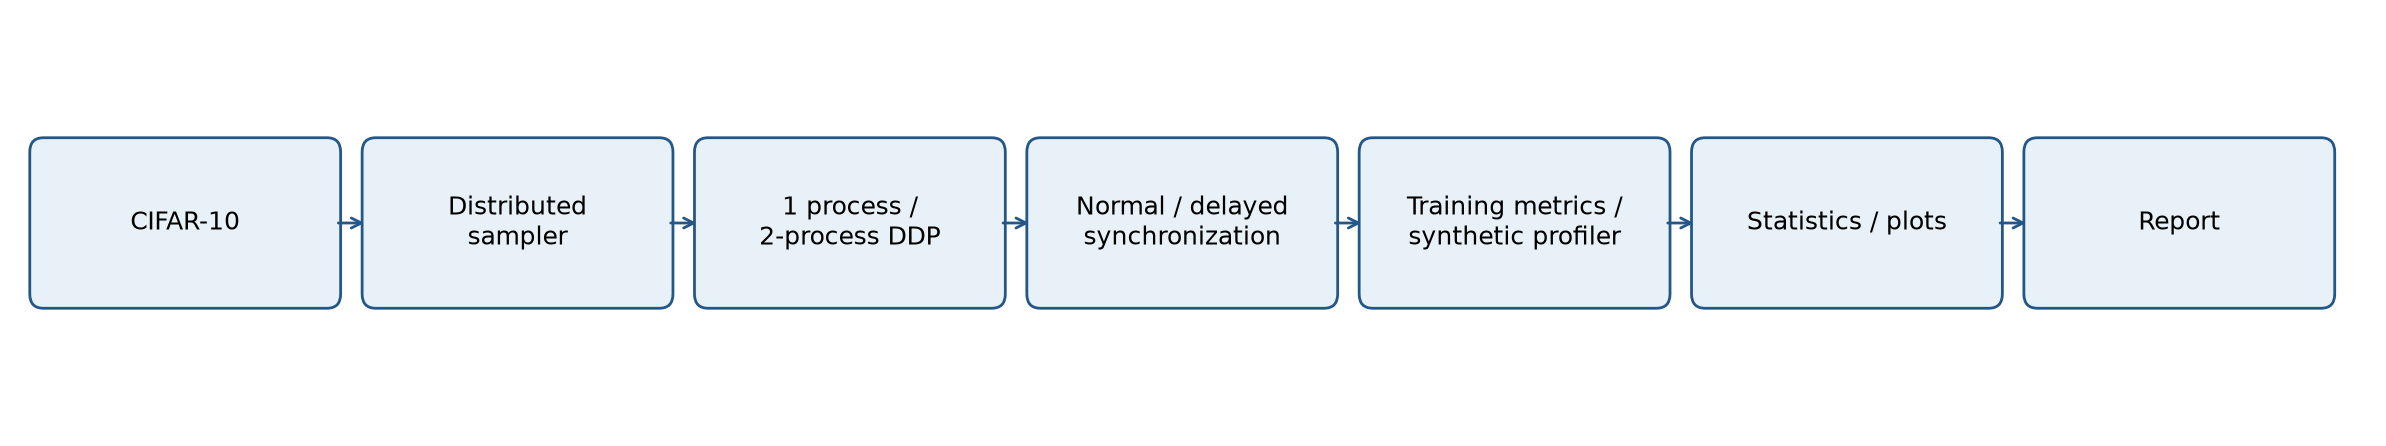 CIFAR-10
Distributed
sampler
1 process /
2-process DDP
Normal / delayed
synchronization
Training metrics /
synthetic profiler
Statistics / plots
Report